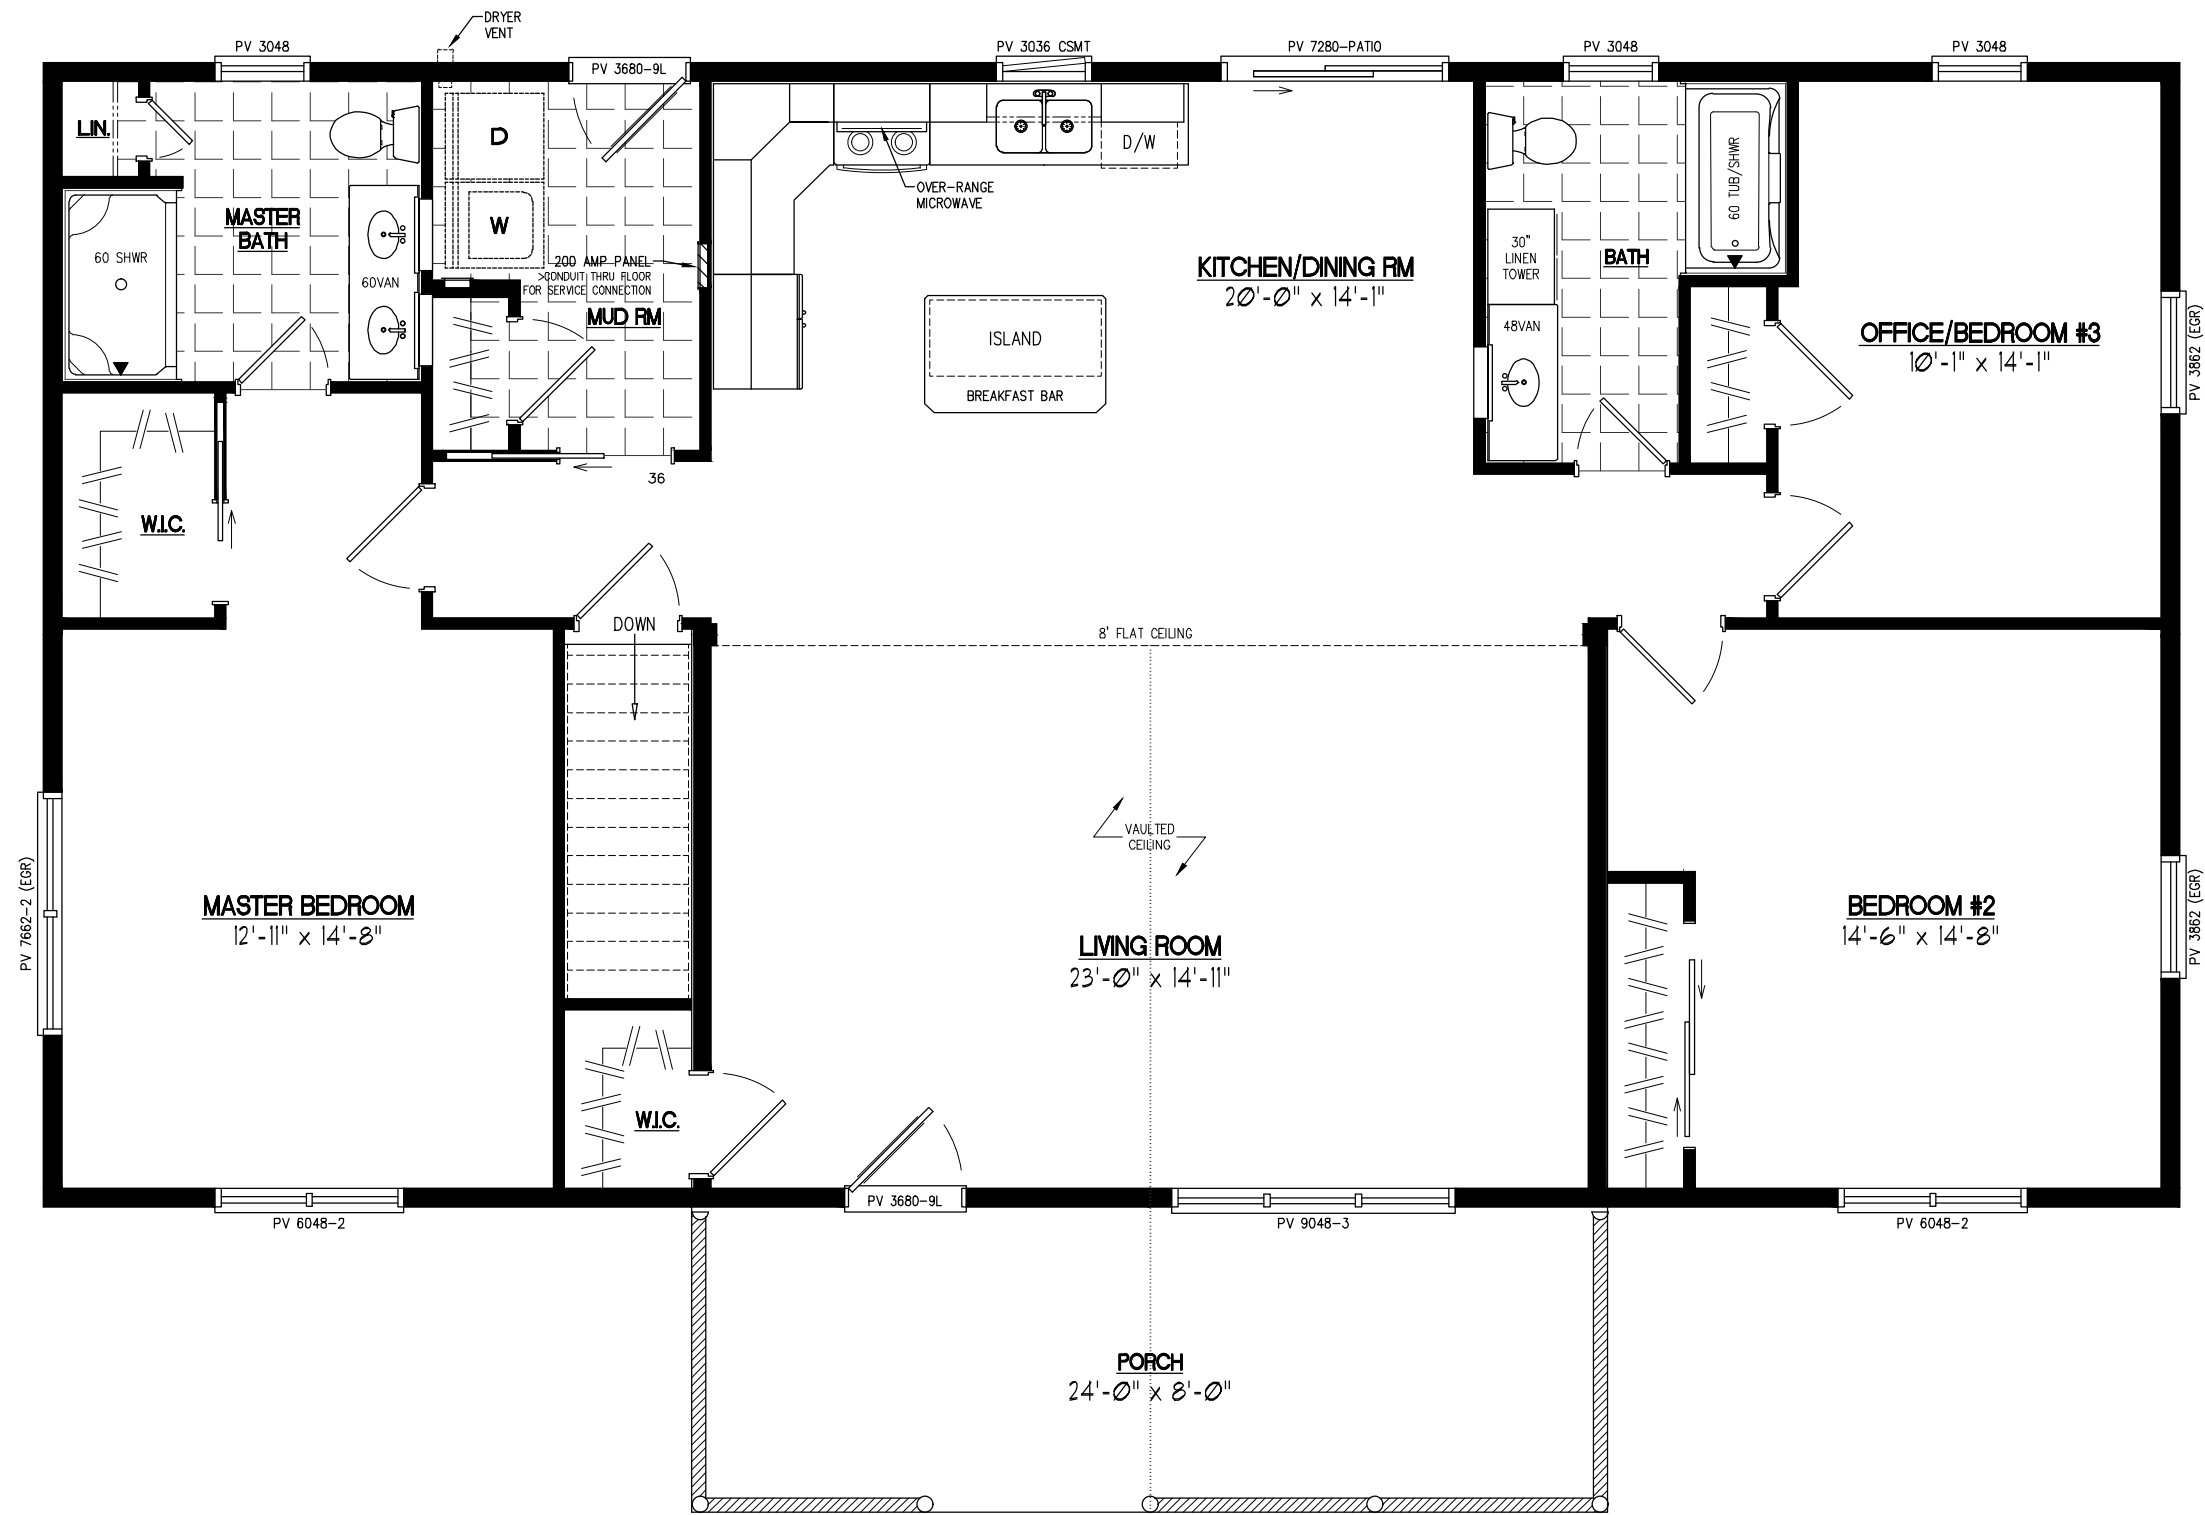 DRYER
VENT
PV 3048
PV 3680-9L
PV 3036 CSMT
PV 7280-PATIO
PV 3048
PV 3048
LIN.
D
D/W
60 TUB/SHWR
OVER-RANGE
MICROWAVE
MASTER
BATH
W
60 SHWR
60VAN
200 AMP PANEL
>CONDUIT THRU FLOOR
FOR SERVICE CONNECTION
MUD RM
KITCHEN/DINING RM
20'-0" x 14'-1"
30"
LINEN
TOWER
BATH
48VAN
ISLAND
BREAKFAST BAR
OFFICE/BEDROOM #3
10'-1" x 14'-1"
PV 3862 (EGR)
36
W.I.C.
DOWN
8' FLAT CEILING
VAULTED
CEILING
PV 7662-2 (EGR)
MASTER BEDROOM
12'-11" x 14'-8"
LIVING ROOM
23'-0" x 14'-11"
BEDROOM #2
14'-6" x 14'-8"
PV 3862 (EGR)
W.I.C.
PV 6048-2
PV 3680-9L
PV 9048-3
PV 6048-2
PORCH
24'-0" x 8'-0"